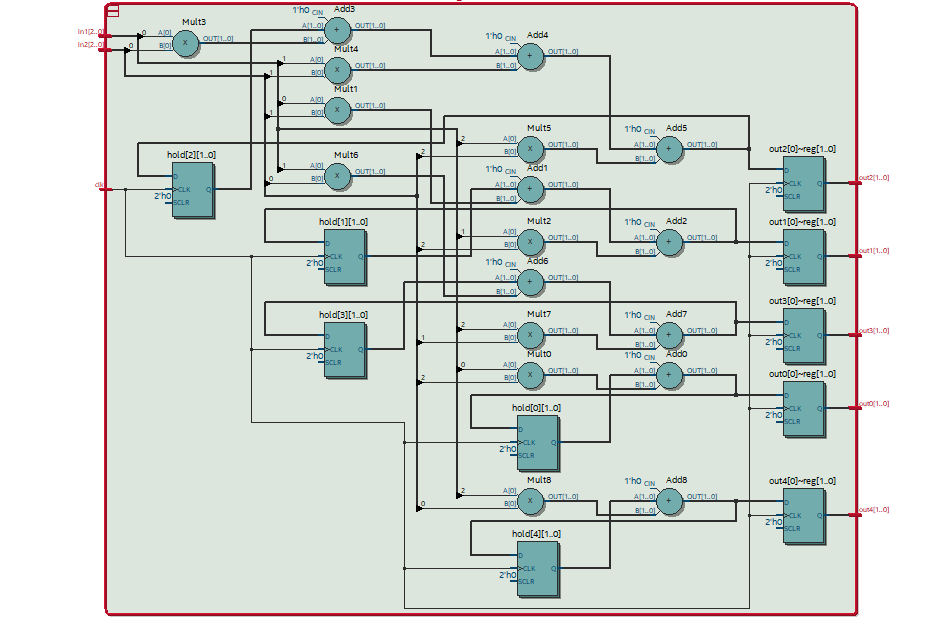 Add3
1'h0 CIN
Mult3
in1[2..0]
0 A[0]
A[1..0] + OUT[1..0]
in2[2..0]
0 B[0] X OUT[1..0]
B[1..0]
1'h0 CIN
Add4
Mult4
A[1..0] + OUT[1..0]
1 A[0] X OUT[1..0]
B[1..0]
1 B[0]
Mult1
0 A[0] X OUT[1..0]
1 B[0]
Mult5
1'h0 CIN
Add5
2 A[0] X OUT[1..0]
A[1..0] + OUT[1..0]
2 B[0]
B[1..0]
out2[0]~reg[1..0]
hold[2][1..0]
Mult6
1'h0 CIN
Add1
1 A[0] X OUT[1..0]
0 B[0]
D
CLK Q
2'h0 SCLR
A[1..0] + OUT[1..0]
B[1..0]
D
CLK Q
2'h0 SCLR
out2[1..0]
clk
hold[1][1..0]
Mult2
1'h0 CIN
Add2
out1[0]~reg[1..0]
1 A[0] X OUT[1..0]
2 B[0]
A[1..0] + OUT[1..0]
B[1..0]
D
CLK Q
2'h0 SCLR
D
CLK Q
2'h0 SCLR
out1[1..0]
1'h0 CIN
Add6
A[1..0] + OUT[1..0]
B[1..0]
hold[3][1..0]
Mult7
1'h0 CIN
Add7
out3[0]~reg[1..0]
2 A[0] X OUT[1..0]
1 B[0]
A[1..0] + OUT[1..0]
B[1..0]
D
CLK Q
2'h0 SCLR
D
CLK Q
2'h0 SCLR
out3[1..0]
Mult0
1'h0 CIN
Add0
out0[0]~reg[1..0]
0 A[0] X OUT[1..0]
2 B[0]
A[1..0] + OUT[1..0]
B[1..0]
D
CLK Q
2'h0 SCLR
out0[1..0]
hold[0][1..0]
D
CLK Q
2'h0 SCLR
Mult8
1'h0 CIN
Add8
out4[0]~reg[1..0]
2 A[0] X OUT[1..0]
0 B[0]
A[1..0] + OUT[1..0]
B[1..0]
D
CLK Q
2'h0 SCLR
out4[1..0]
hold[4][1..0]
D
CLK Q
2'h0 SCLR